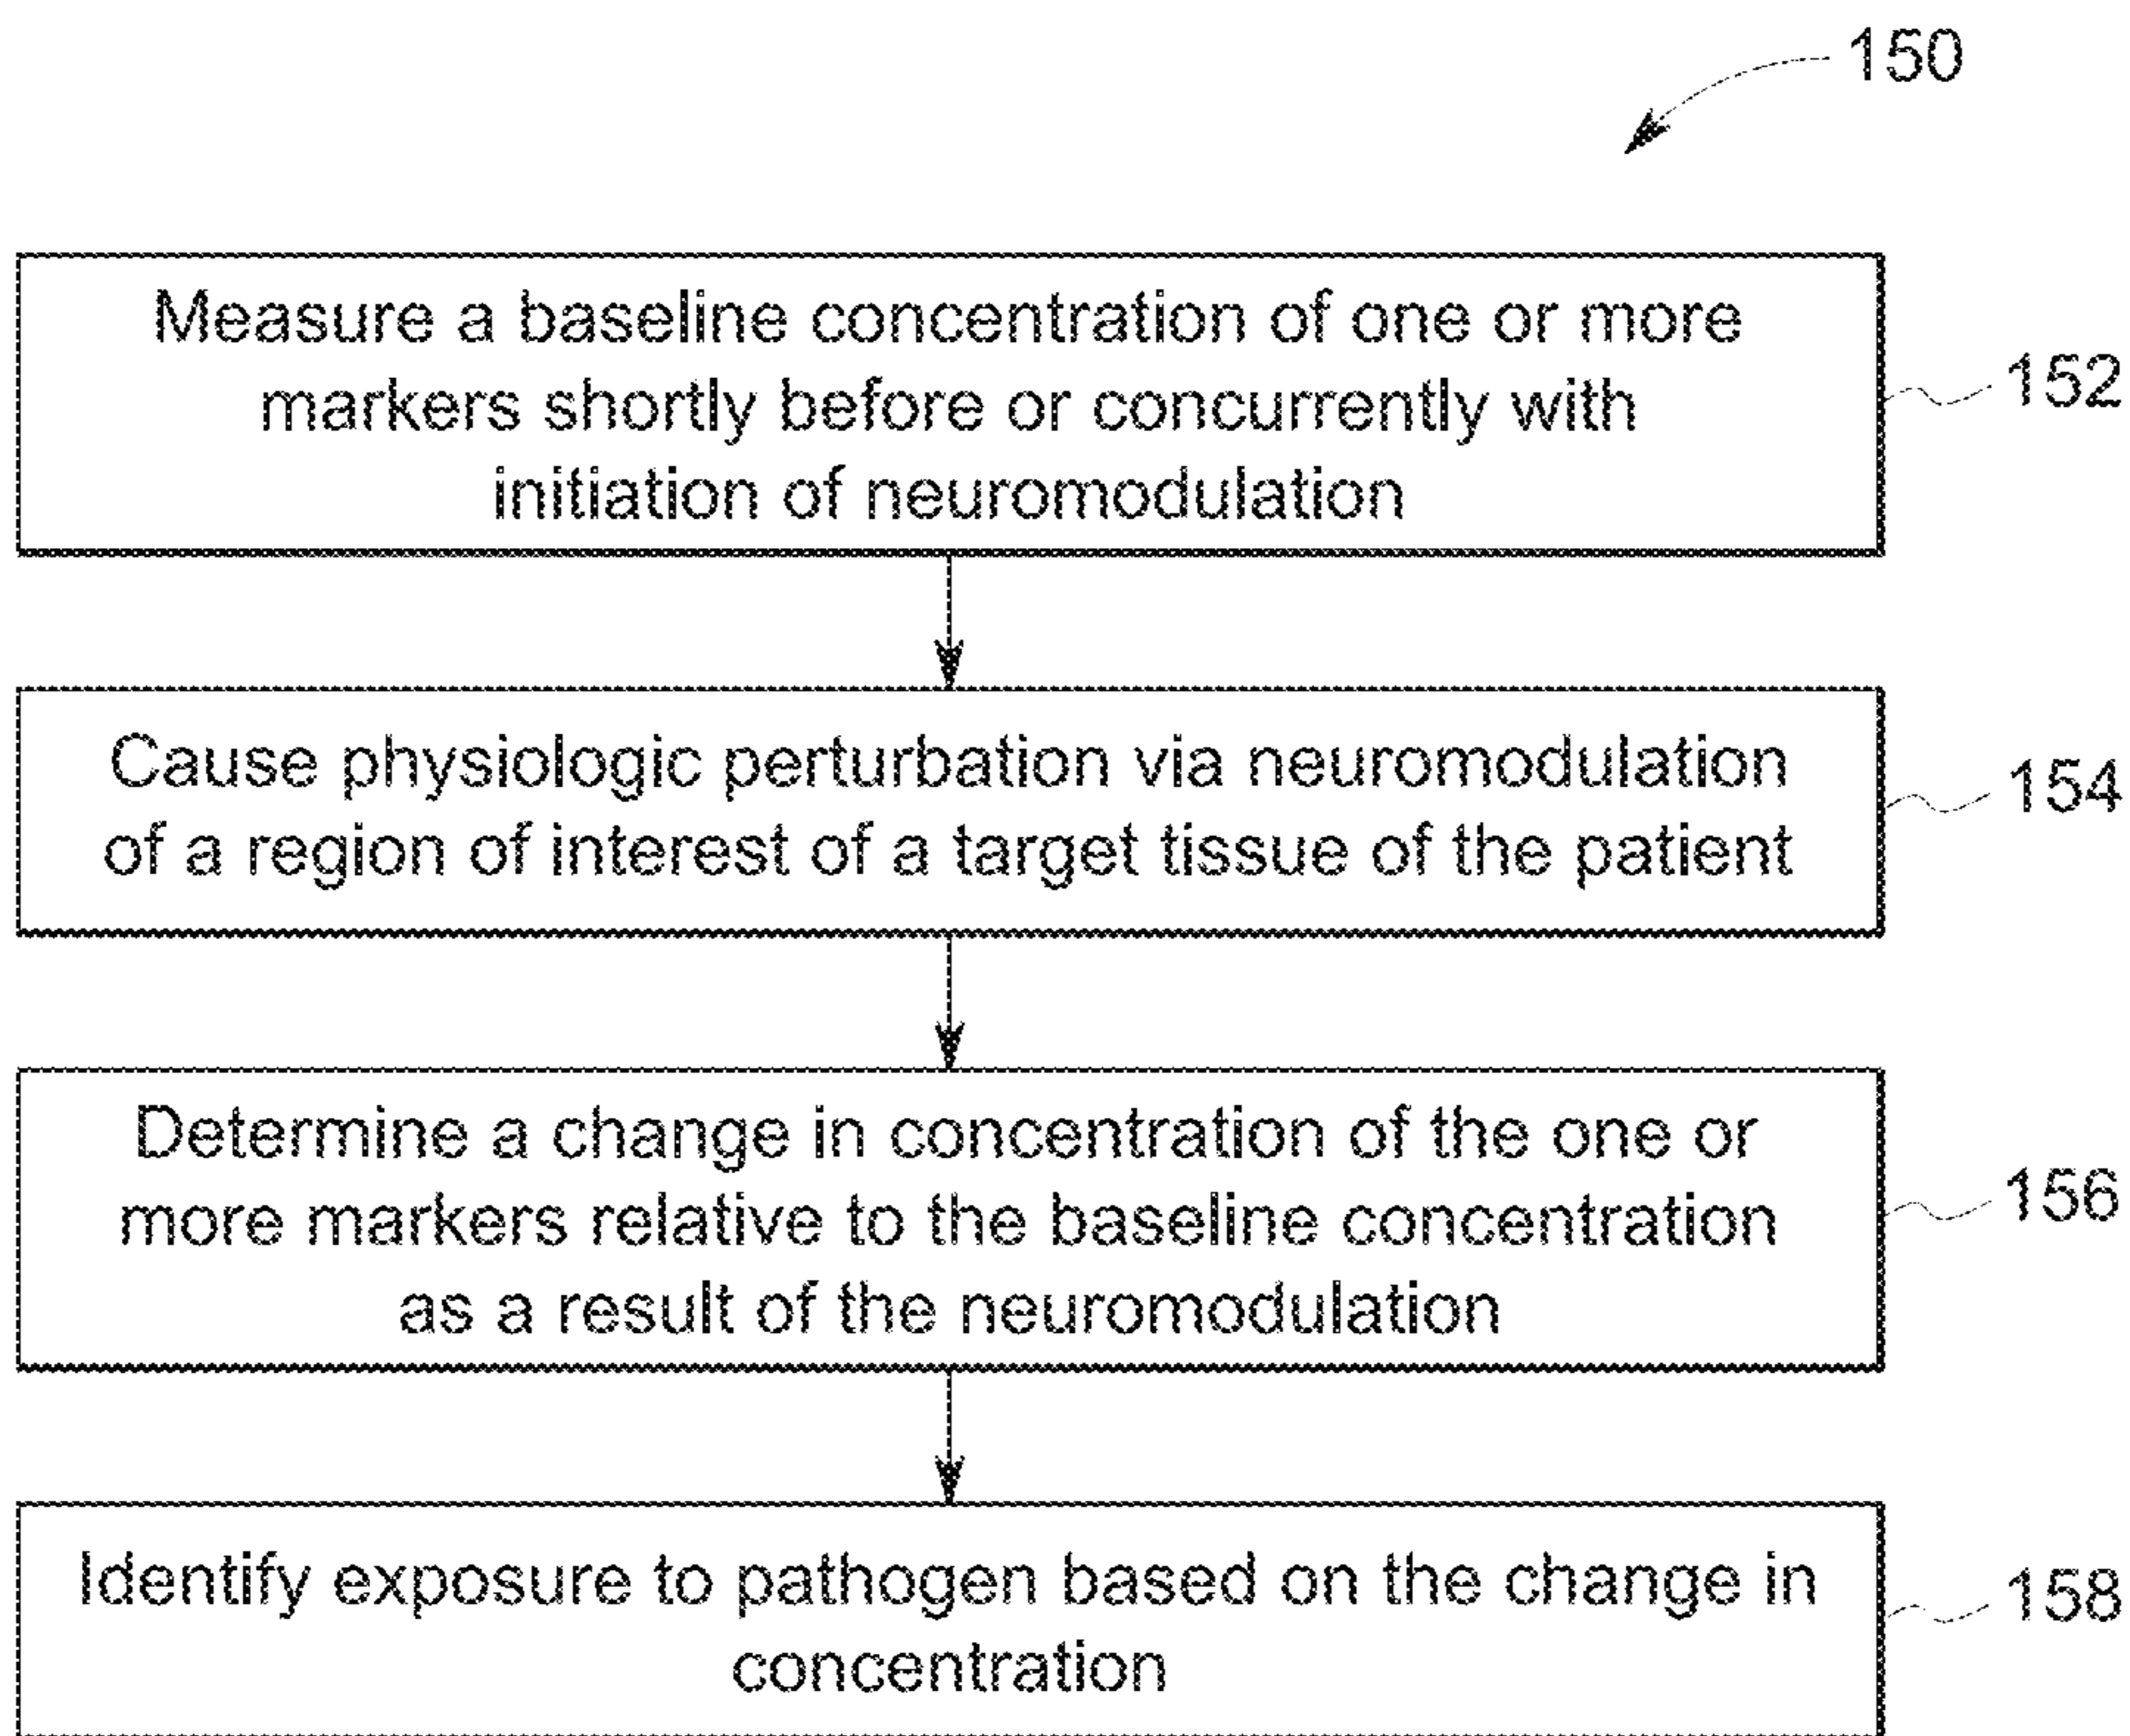 150
Measure a baseline concentration of one or more
markers shortly before or concurrently with
initiation of neuromodulation
152
Cause physiologic perturbation via neuromodulation
of a region of interest of a target tissue of the patient
154
Determine a change in concentration of the one or
more markers relative to the baseline concentration
as a result of the neuromodulation
156
Identify exposure to pathogen based on the change in
concentration
158